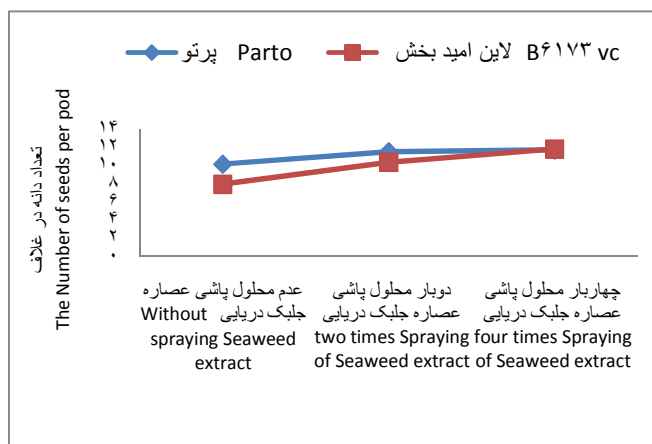 پرتو Parto
لاین امید بخش B۶۱۷۳ vc
تعداد دانه در غلاف
The Number of seeds per pod
۱۴
۱۲
۱۰
۸
۶
۴
۲
۰
عدم محلول پاشی عصاره
جلبک دریایی Without
spraying Seaweed
extract
دوبار محلول پاشی
عصاره جلبک دریایی
two times Spraying
of Seaweed extract
چهاربار محلول پاشی
عصاره جلبک دریایی
four times Spraying
of Seaweed extract